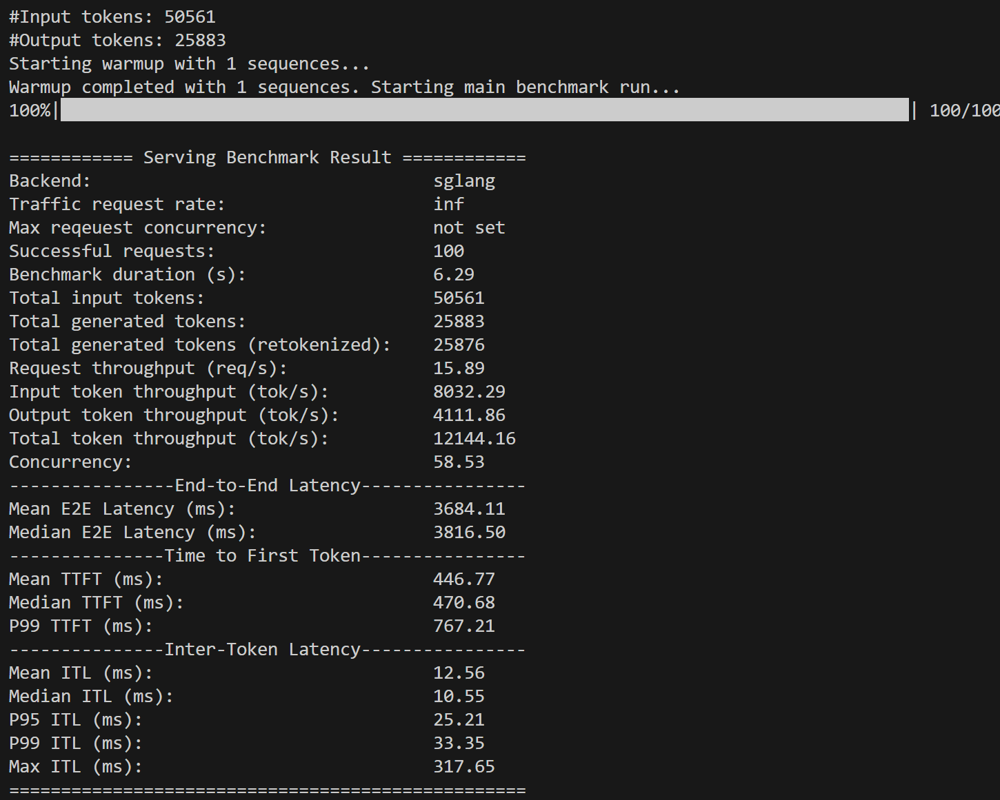 #Input tokens: 50561
#Output tokens: 25883
Starting warmup with 1 sequences...
Warmup completed with 1 sequences. Starting main benchmark run...
100%| | 100/100
============ Serving Benchmark Result ============
Backend: sglang
Traffic request rate: inf
Max reqeuest concurrency: not set
Successful requests: 100
Benchmark duration (s): 6.29
Total input tokens: 50561
Total generated tokens: 25883
Total generated tokens (retokenized): 25876
Request throughput (req/s): 15.89
Input token throughput (tok/s): 8032.29
Output token throughput (tok/s): 4111.86
Total token throughput (tok/s): 12144.16
Concurrency: 58.53
----------------End-to-End Latency----------------
Mean E2E Latency (ms): 3684.11
Median E2E Latency (ms): 3816.50
---------------Time to First Token----------------
Mean TTFT (ms): 446.77
Median TTFT (ms): 470.68
P99 TTFT (ms): 767.21
---------------Inter-Token Latency----------------
Mean ITL (ms): 12.56
Median ITL (ms): 10.55
P95 ITL (ms): 25.21
P99 ITL (ms): 33.35
Max ITL (ms): 317.65
==================================================